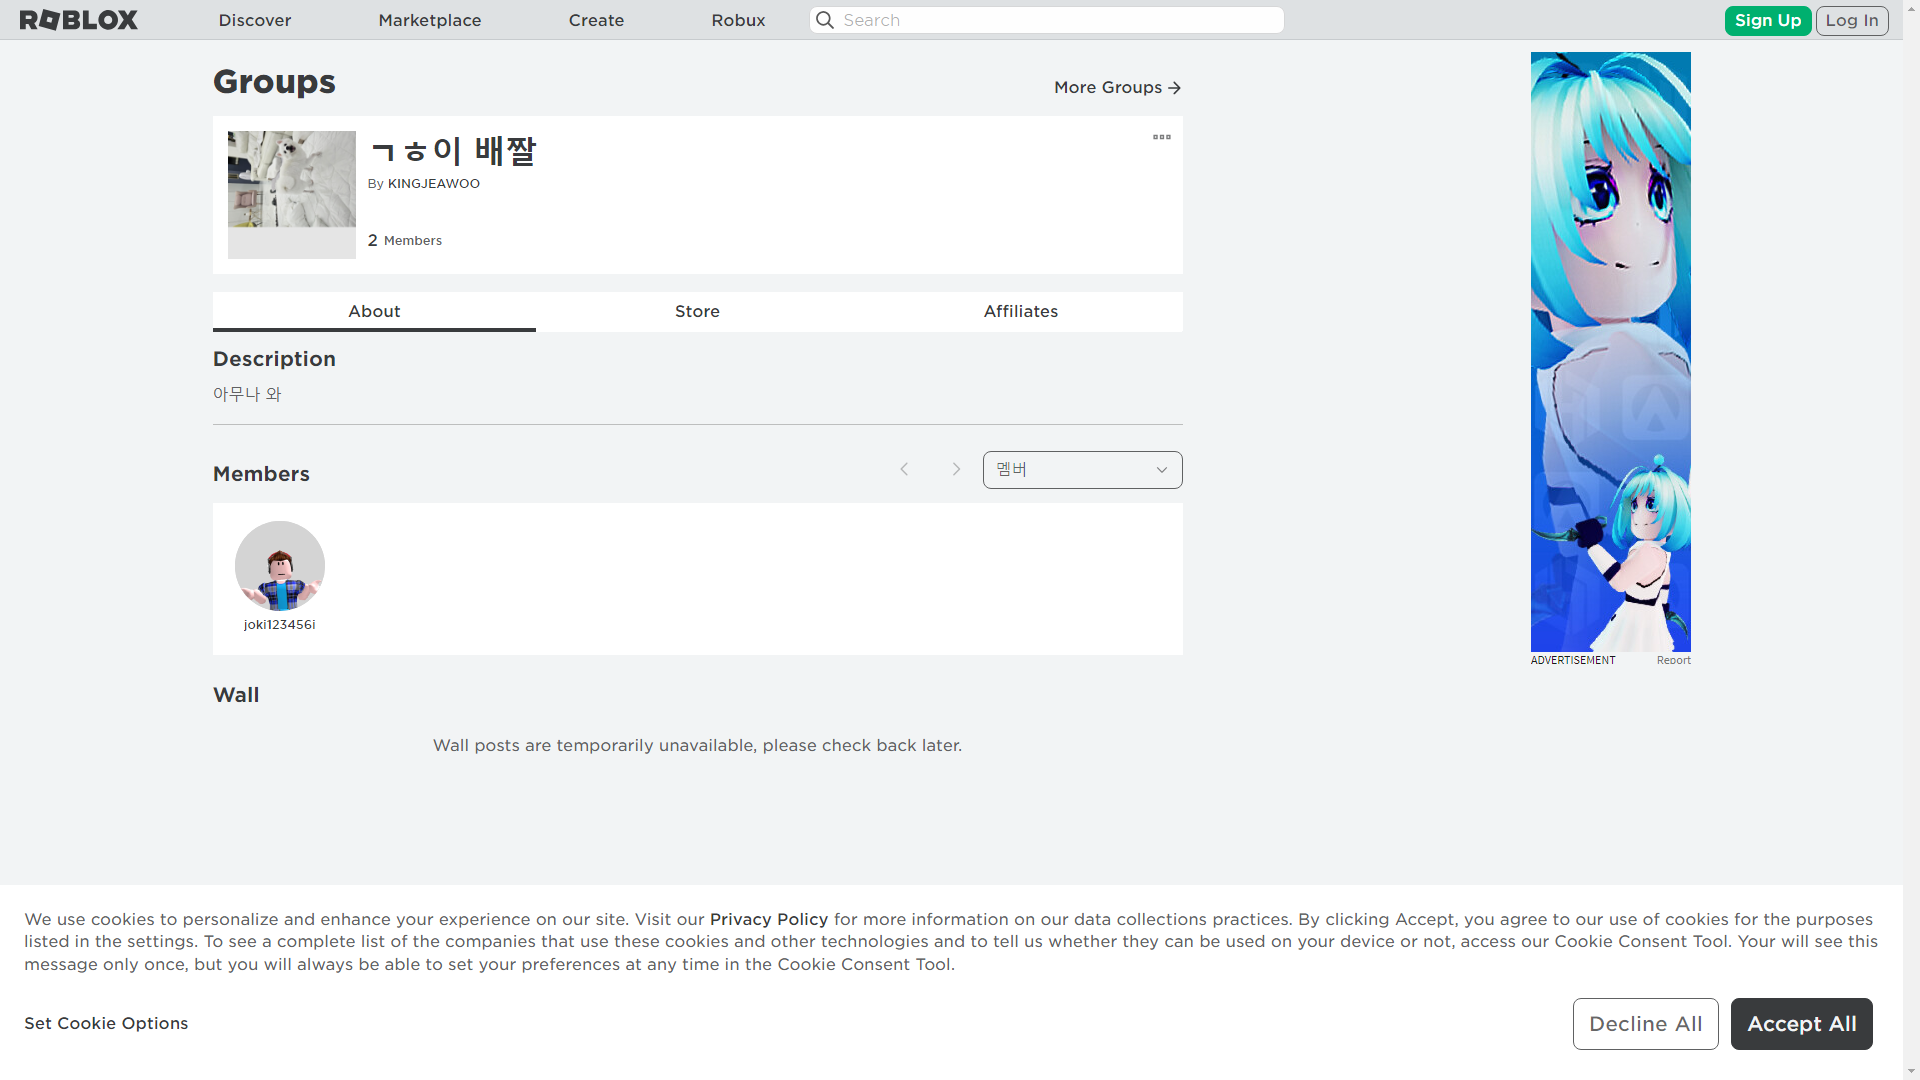 ROBLOX
Discover
Marketplace
Create
Robux
Search
Sign Up
Log In
Groups
More Groups
ㄱㅎ이 배짤
By KINGJEAWOO
2 Members
About
Store
Affiliates
Description
아무나 와
Members
멤버
joki123456i
Wall
Wall posts are temporarily unavailable, please check back later.
ADVERTISEMENT
Report
We use cookies to personalize and enhance your experience on our site. Visit our Privacy Policy for more information on our data collections practices. By clicking Accept, you agree to our use of cookies for the purposes
listed in the settings. To see a complete list of the companies that use these cookies and other technologies and to tell us whether they can be used on your device or not, access our Cookie Consent Tool. Your will see this
message only once, but you will always be able to set your preferences at any time in the Cookie Consent Tool.
Set Cookie Options
Decline All
Accept All